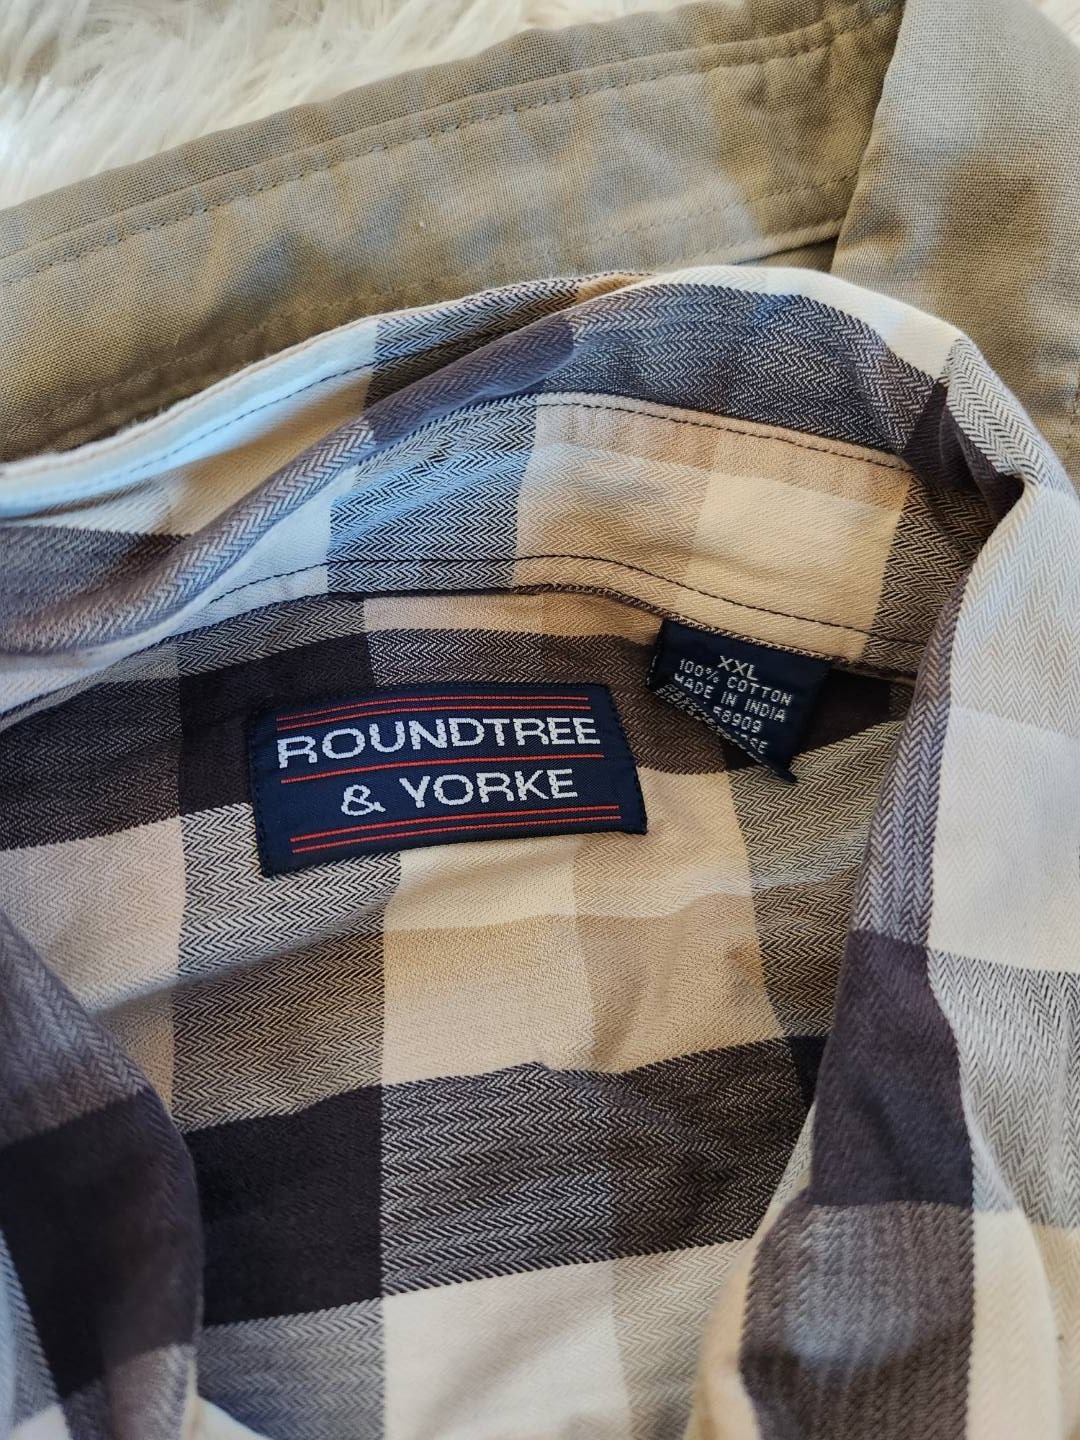 ROUNDTREE
& YORKE
XXL
100% COTTON
MADE IN INDIA
58909